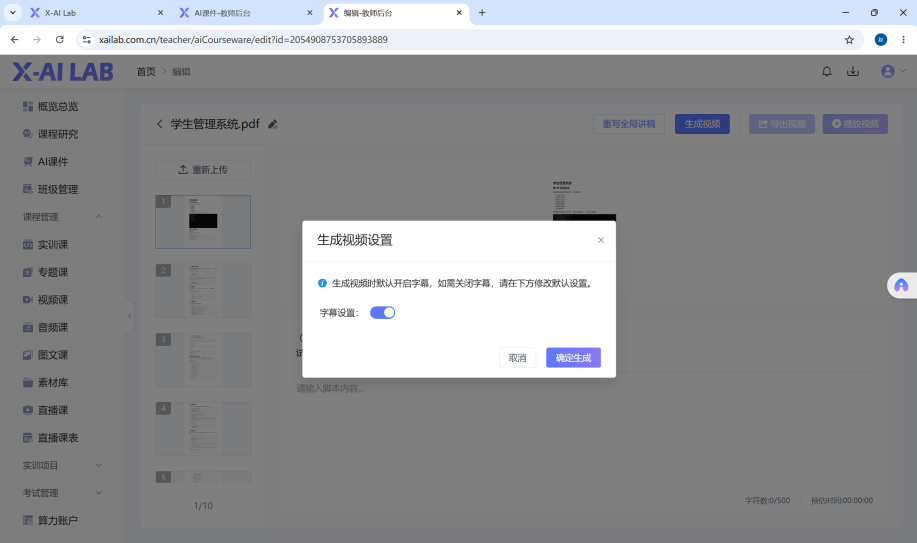 X-AI Lab
AI课件-教师后台
编辑-教师后台
xailab.com.cn/teacher/aiCourseware/edit?id=2054908753705893889
X-AI LAB
首页
编辑
概览总览
课程研究
AI课件
班级管理
课程管理
实训课
专题课
视频课
音频课
图文课
素材库
直播课
直播课表
实训项目
考试管理
算力账户
学生管理系统.pdf
重写全局讲稿
生成视频
导出视频
播放视频
重新上传
1
2
3
4
5
1/10
生成视频设置
生成视频时默认开启字幕，如需关闭字幕，请在下方修改默认设置。
字幕设置：
取消
确定生成
请输入脚本内容...
字符数:0/500
预估时间:00:00:00